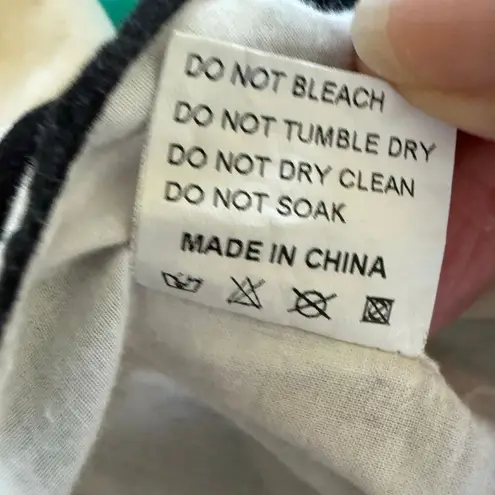 DO NOT BLEACH
DO NOT TUMBLE DRY
DO NOT DRY CLEAN
DO NOT SOAK
MADE IN CHINA